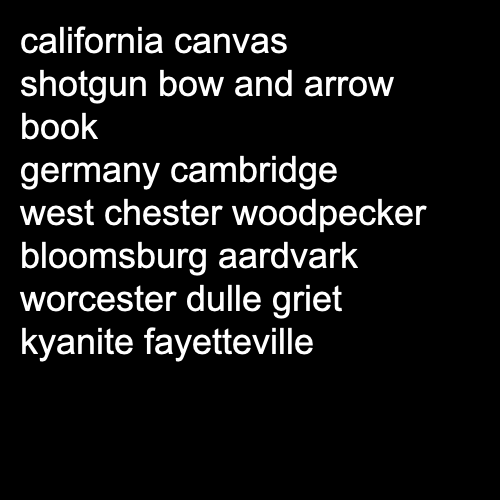 california canvas
shotgun bow and arrow
book
germany cambridge
west chester woodpecker
bloomsburg aardvark
worcester dulle griet
kyanite fayetteville